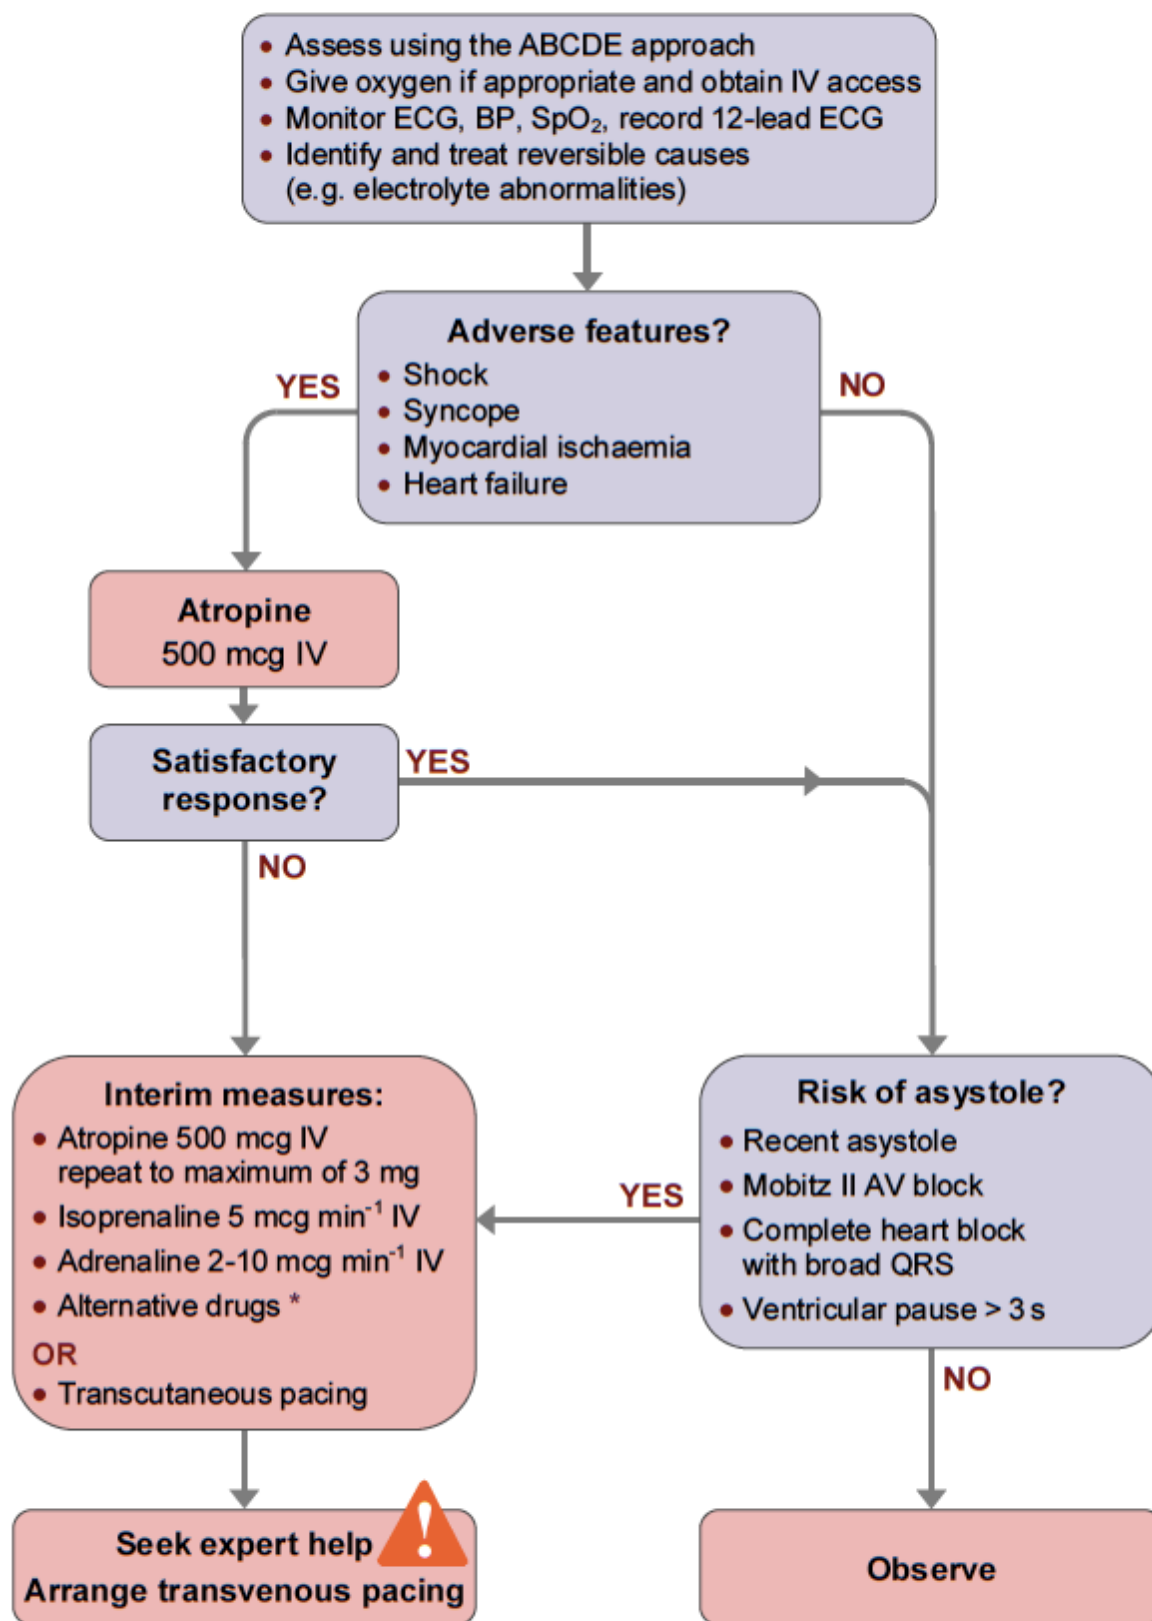 • Assess using the ABCDE approach
• Give oxygen if appropriate and obtain IV access
• Monitor ECG, BP, SpO₂, record 12-lead ECG
• Identify and treat reversible causes
(e.g. electrolyte abnormalities)
Adverse features?
• Shock
• Syncope
• Myocardial ischaemia
• Heart failure
YES
NO
Atropine
500 mcg IV
Satisfactory
response?
YES
NO
Interim measures:
• Atropine 500 mcg IV
repeat to maximum of 3 mg
• Isoprenaline 5 mcg min⁻¹ IV
• Adrenaline 2-10 mcg min⁻¹ IV
• Alternative drugs *
OR
• Transcutaneous pacing
YES
Risk of asystole?
• Recent asystole
• Mobitz II AV block
• Complete heart block
with broad QRS
• Ventricular pause > 3 s
NO
!
Seek expert help
Arrange transvenous pacing
Observe